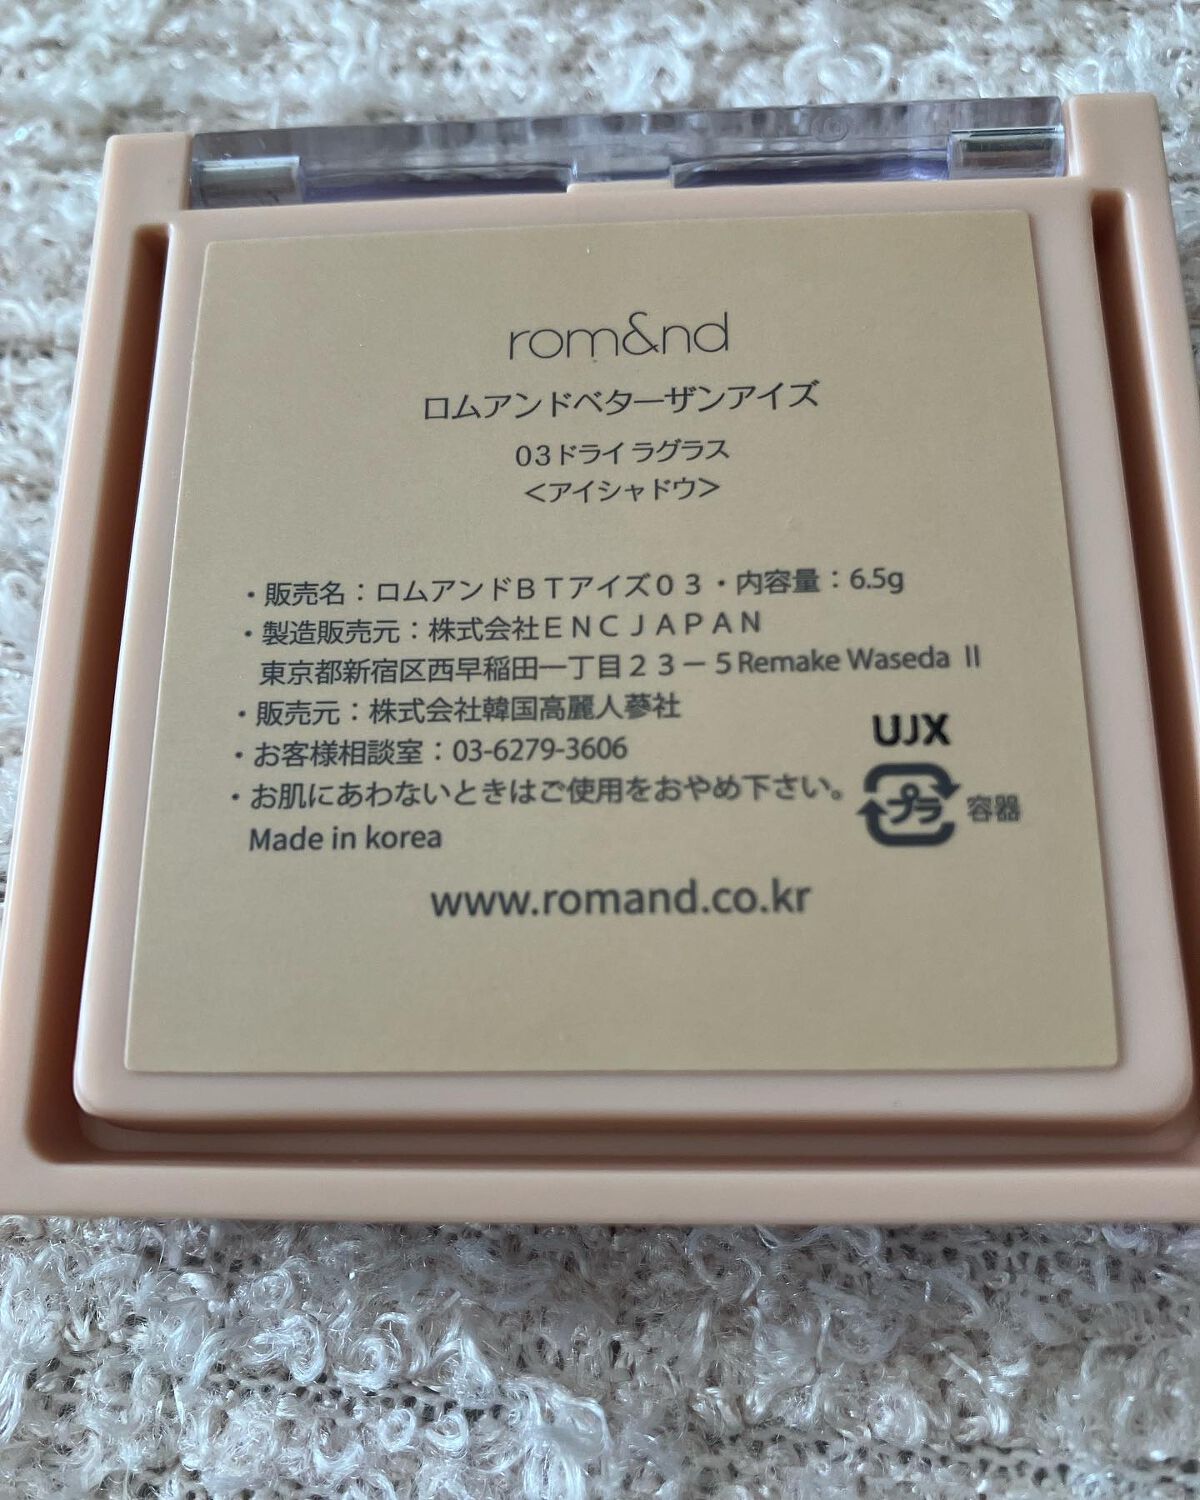 rom&nd
ロムアンドベターザンアイズ
03ドライラグラス
<アイシャドウ>
・販売名：ロムアンドＢＴアイズ０３・内容量：6.5g
・製造販売元：株式会社ＥＮＣＪＡＰＡＮ
東京都新宿区西早稲田一丁目２３－５Remake Waseda Ⅱ
・販売元：株式会社韓国高麗人蔘社
・お客様相談室：03-6279-3606
・お肌にあわないときはご使用をおやめ下さい。
Made in korea
UJX
プラ 容器
www.romand.co.kr